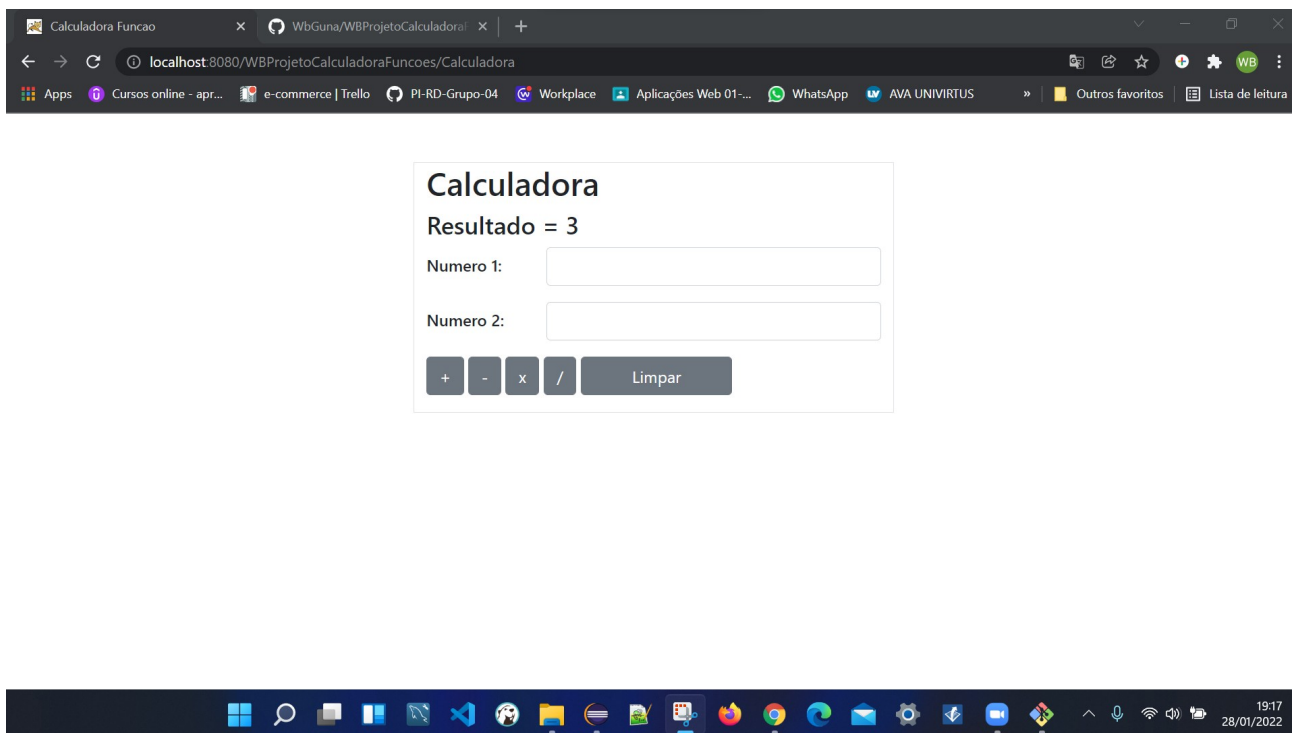 Calculadora Funcao
WbGuna/WBProjetoCalculadora
localhost:8080/WBProjetoCalculadoraFuncoes/Calculadora
WB
Apps
Cursos online - apr...
e-commerce | Trello
PI-RD-Grupo-04
Workplace
Aplicações Web 01-...
WhatsApp
AVA UNIVIRTUS
»
Outros favoritos
Lista de leitura
Calculadora
Resultado = 3
Numero 1:
Numero 2:
+ - x / Limpar
19:17
28/01/2022